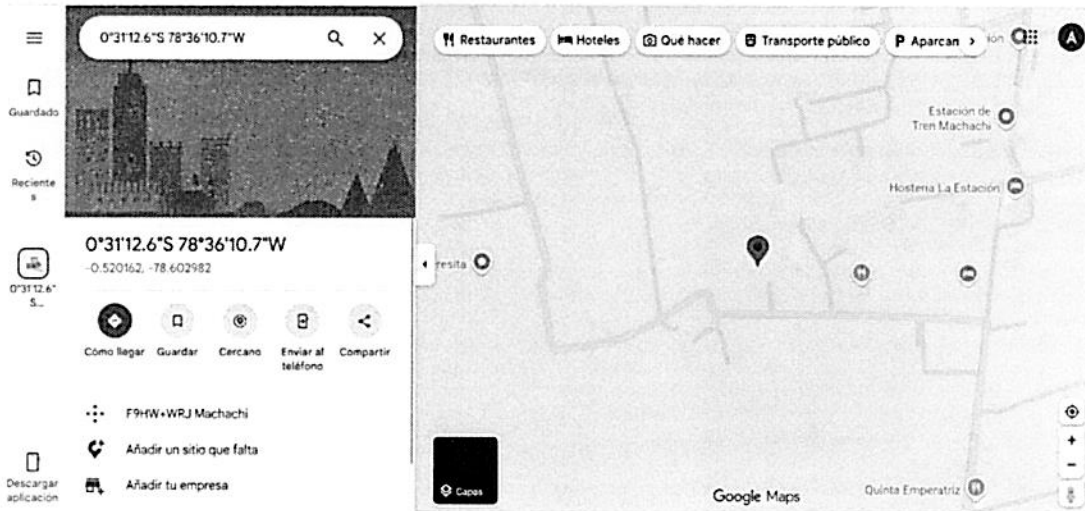 0°31'12.6"S 78°36'10.7"W
Guardado
Reciente
s
0°31'12.6"
S...
Descargar
aplicación
0°31'12.6"S 78°36'10.7"W
-0.520162, -78.602982
Cómo llegar
Guardar
Cercano
Enviar al
teléfono
Compartir
F9HW+WRJ Machachi
Añadir un sitio que falta
Añadir tu empresa
Restaurantes
Hoteles
Qué hacer
Transporte público
P Aparcan
ión
A
Estación de
Tren Machachi
Hostería La Estación
resita
Capas
Google Maps
Quinta Emperatriz